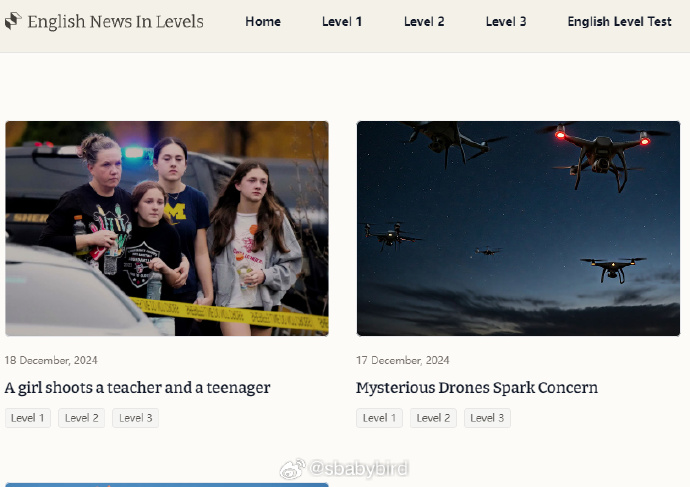 English News In Levels
Home
Level 1
Level 2
Level 3
English Level Test
18 December, 2024
A girl shoots a teacher and a teenager
Level 1
Level 2
Level 3
17 December, 2024
Mysterious Drones Spark Concern
Level 1
Level 2
Level 3
@sbabybird